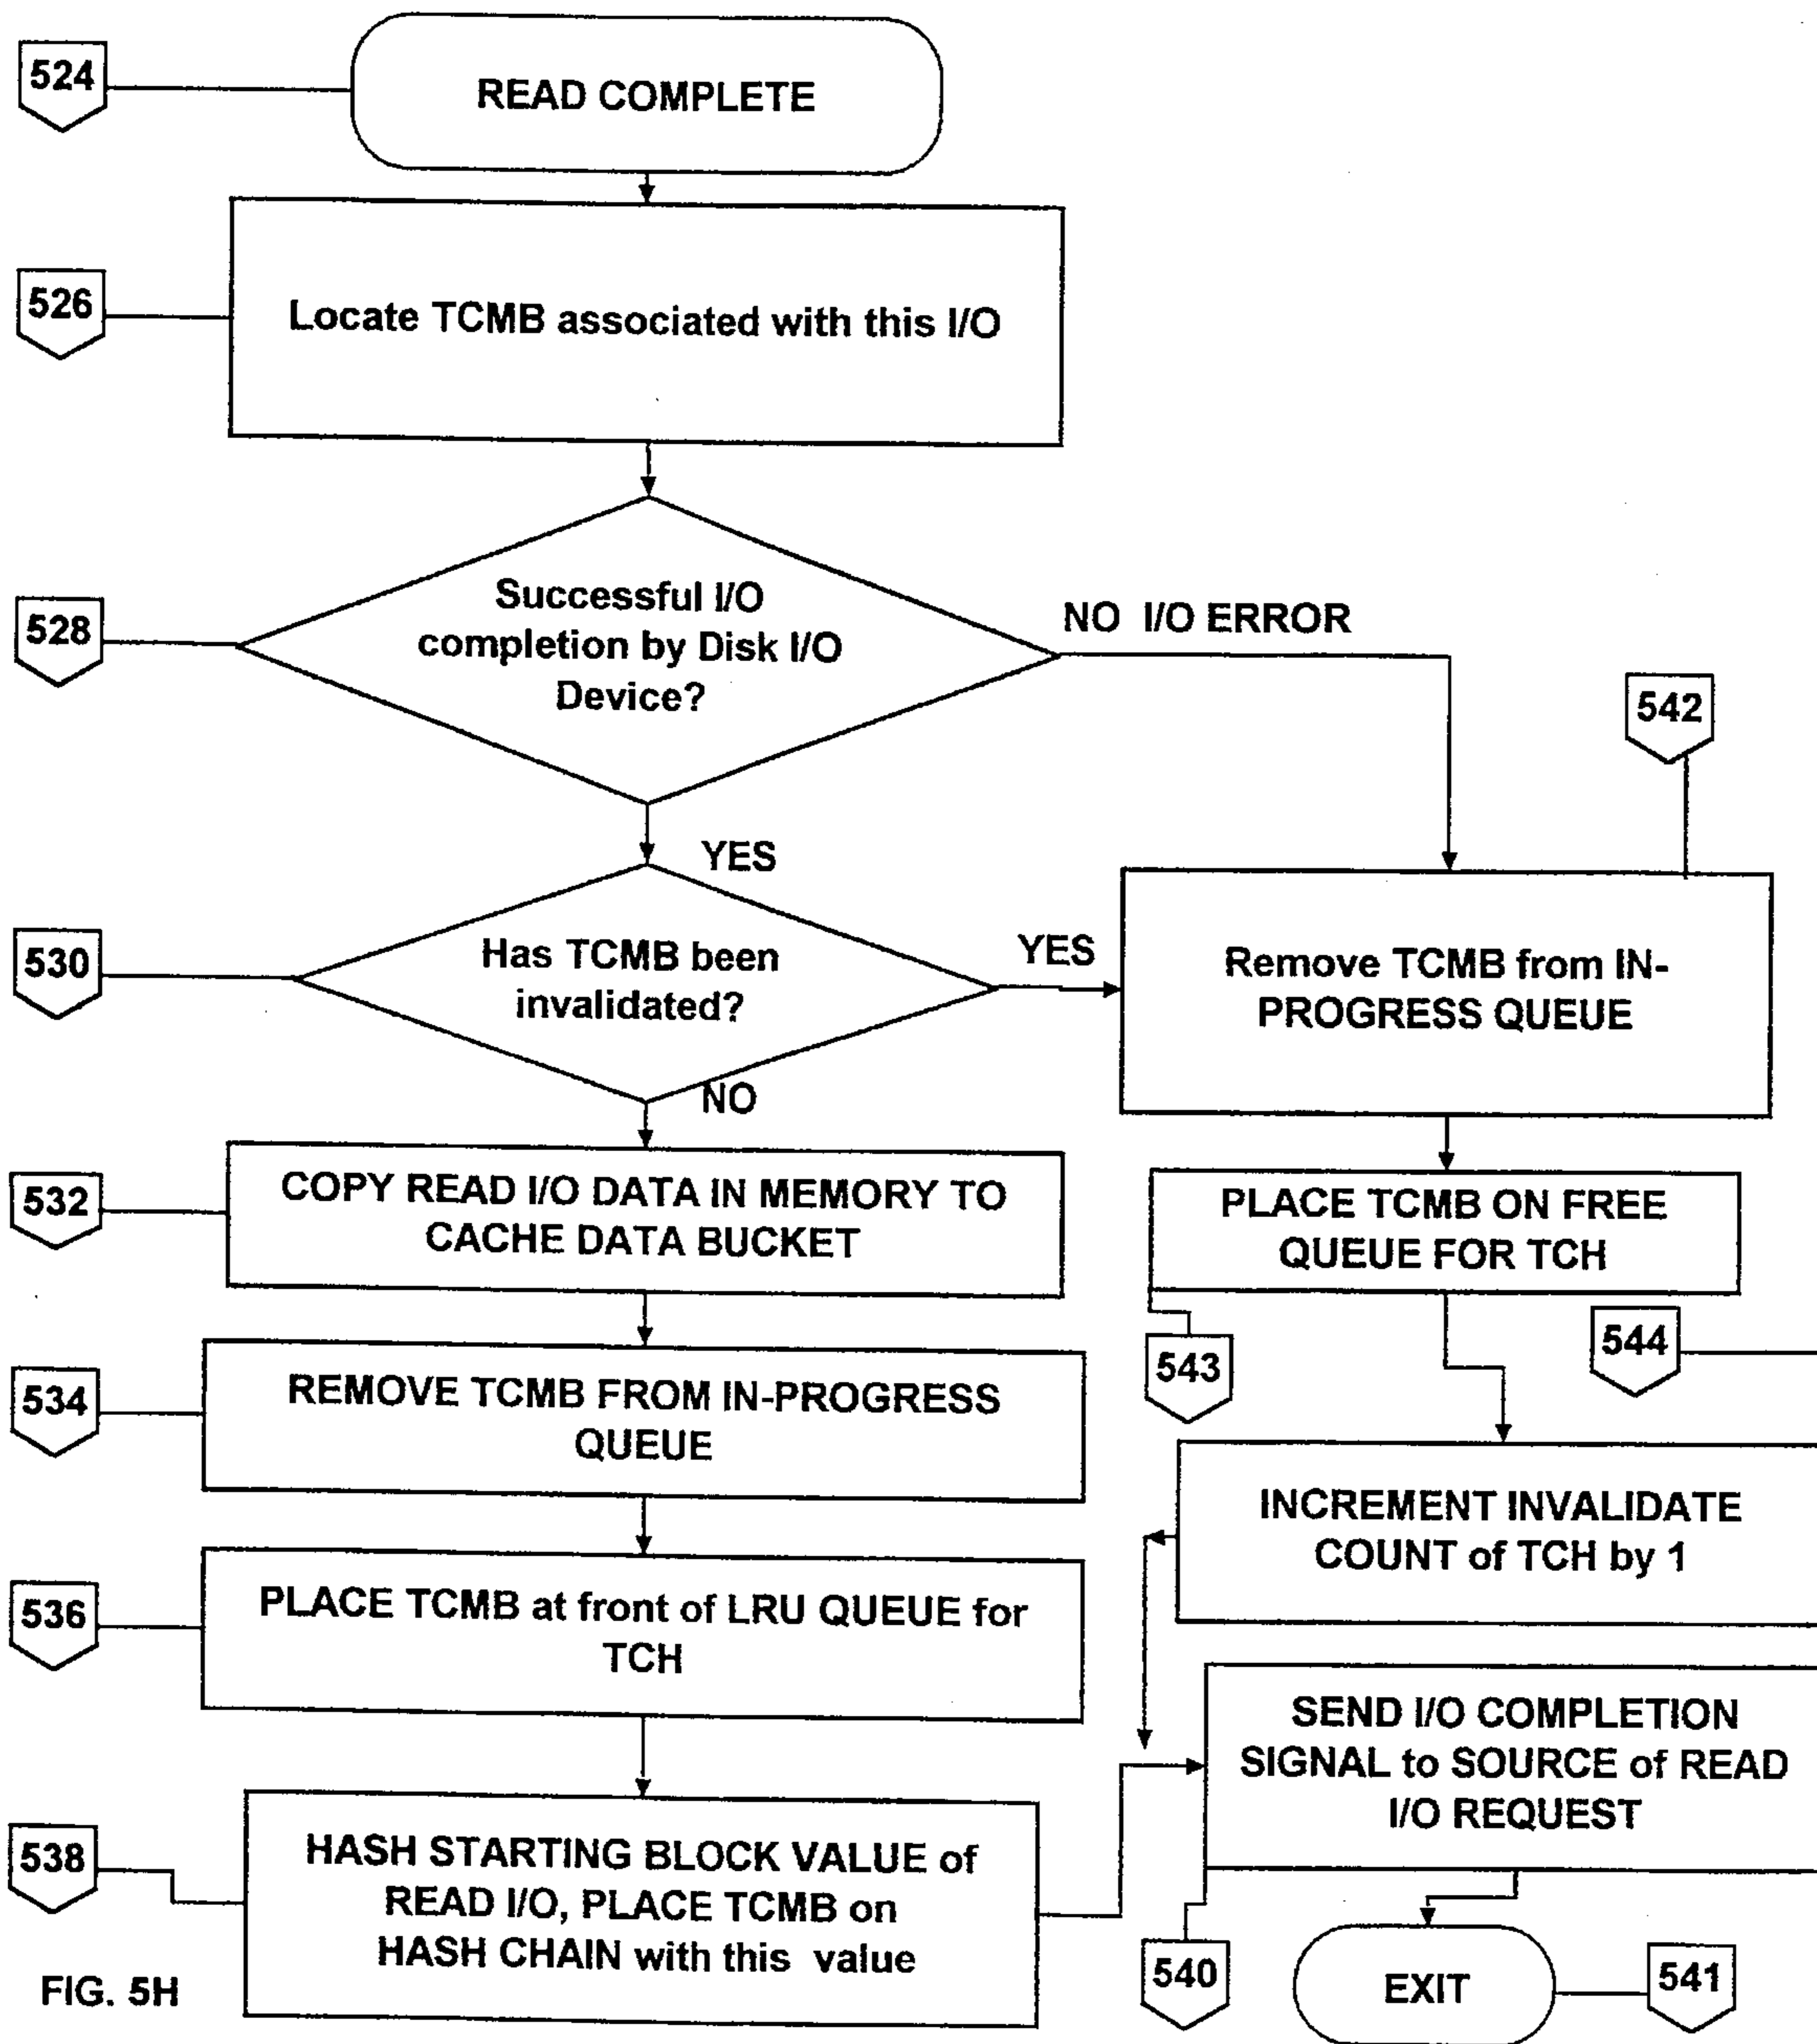 524
READ COMPLETE
526
Locate TCMB associated with this I/O
528
Successful I/O
completion by Disk I/O
Device?
NO I/O ERROR
542
YES
530
Has TCMB been
invalidated?
YES
Remove TCMB from IN-
PROGRESS QUEUE
NO
532
COPY READ I/O DATA IN MEMORY TO
CACHE DATA BUCKET
PLACE TCMB ON FREE
QUEUE FOR TCH
543
544
534
REMOVE TCMB FROM IN-PROGRESS
QUEUE
INCREMENT INVALIDATE
COUNT of TCH by 1
536
PLACE TCMB at front of LRU QUEUE for
TCH
SEND I/O COMPLETION
SIGNAL to SOURCE of READ
I/O REQUEST
538
HASH STARTING BLOCK VALUE of
READ I/O, PLACE TCMB on
HASH CHAIN with this value
540
EXIT
541
FIG. 5H